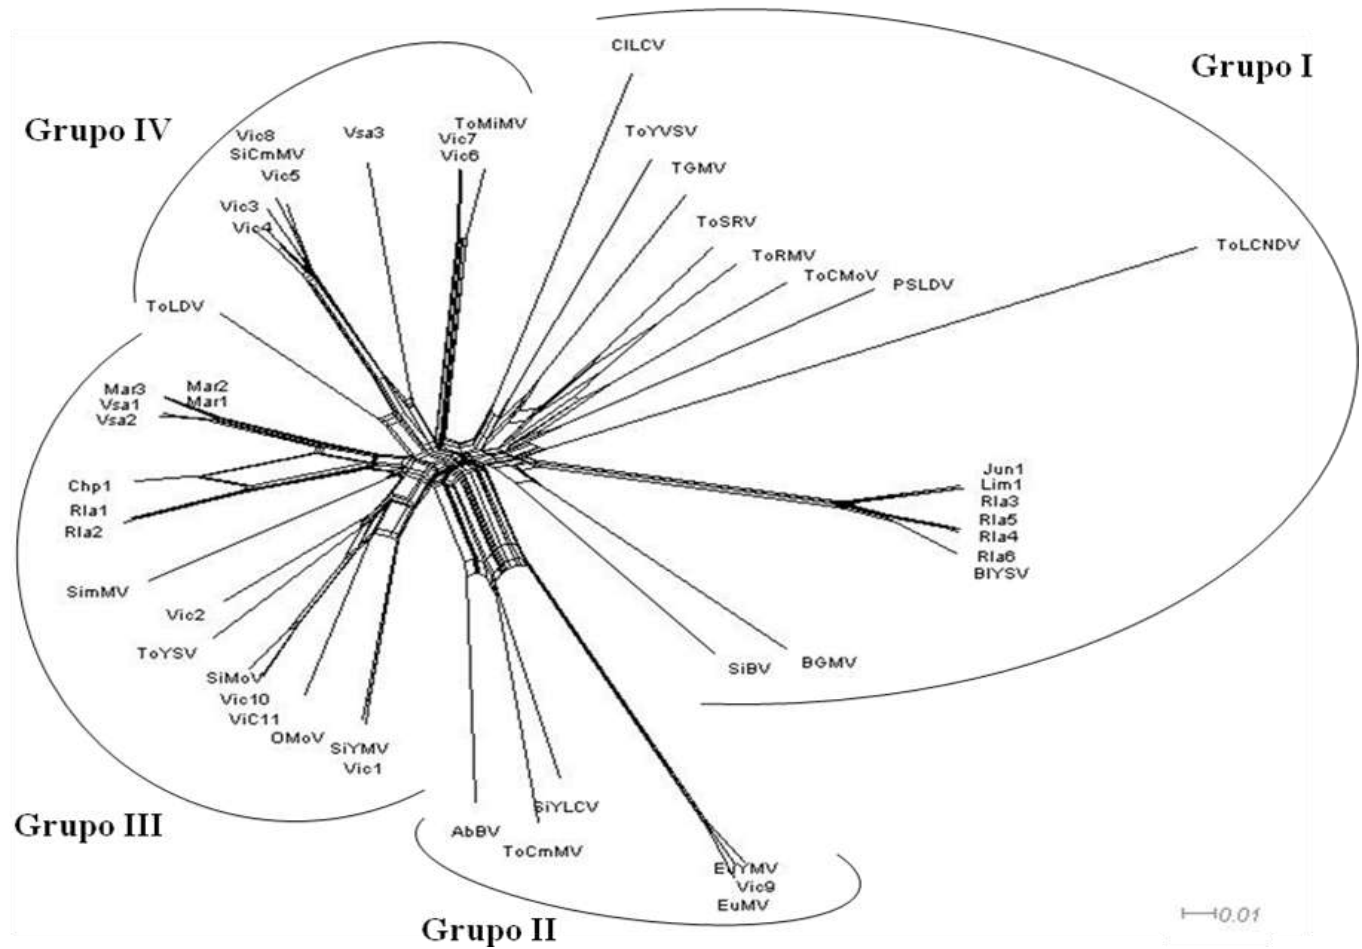 Grupo I
ClLCV
ToYVSV
TGMV
ToSRV
ToRMV
ToCMoV
PSLDV
ToLCNDV
Jun1
Lim1
Rla3
Rla5
Rla4
Rla6
BlYSV
BGMV
SiBV
Grupo IV
Vic8
SiCmMV
Vic5
Vic3
Vic4
Vsa3
ToMiMV
Vic7
Vic6
ToLDV
Mar3
Mar2
Vsa1
Mar1
Vsa2
Chp1
Rla1
Rla2
SimMV
Vic2
ToYSV
SiMoV
Vic10
ViC11
OMoV
SiYMV
Vic1
Grupo III
AbBV
SiYLCV
ToCmMV
EuYMV
Vic9
EuMV
Grupo II
0.01